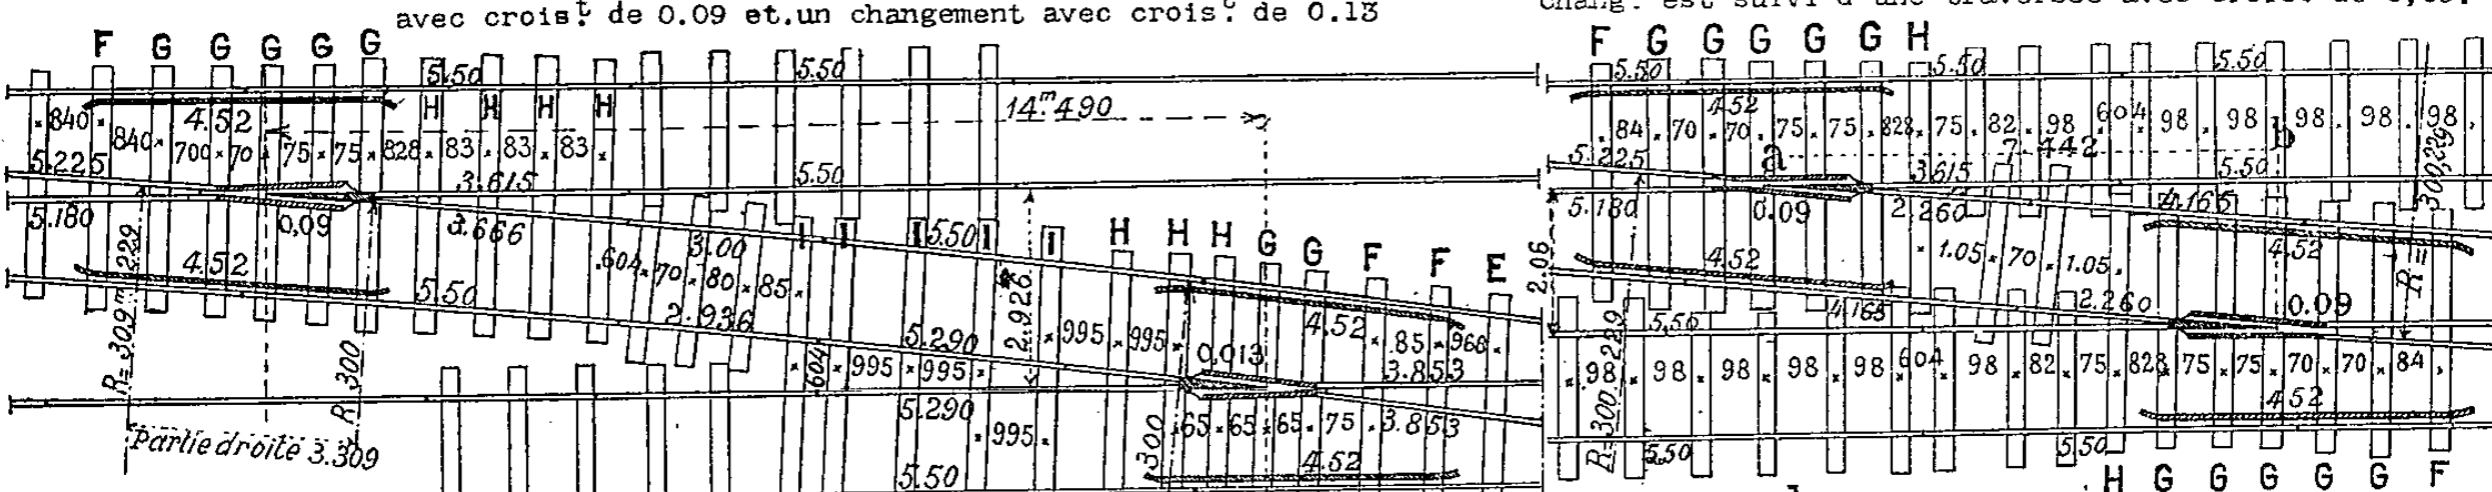 avec crois.t de 0.09 et.un changement avec crois.t de 0.13
F G G G G G
5.50 5.50
H H H H
840 4.52 14.m490
840 700 70 75 75 828 83 83 83
5.225
3.615 5.50
5.180 0,09 3.666 3.00
I I I 5.50 I I H H H G G F F E
R=309m229 4.52 .604 70 80 85
5.50 2.936 2.926
5.290 995 995 4.52 .85 968
R 300 604 995 995 0,013 3.853
5.290 65 65 65 75 3.853
Partie droite 3.309 995 300 4.52
5.50
F G G G G G H
5.50 5.50 5.50
4.52
.84 70 70 75 75 828 75 82 98 604 98 98 98 98 98
a 7.442 b
5.225 3.615 5.50
5.180 0.09 2.260 4.165 R=300,229
2.06 4.52 1.05 70 1.05 4.52
4.165 2.260 0.09
R=300.229 5,50
98 98 98 98 98 604 98 82 75 828 75 75 70 70 84
4.52
5.50 5.50
H G G G G G F